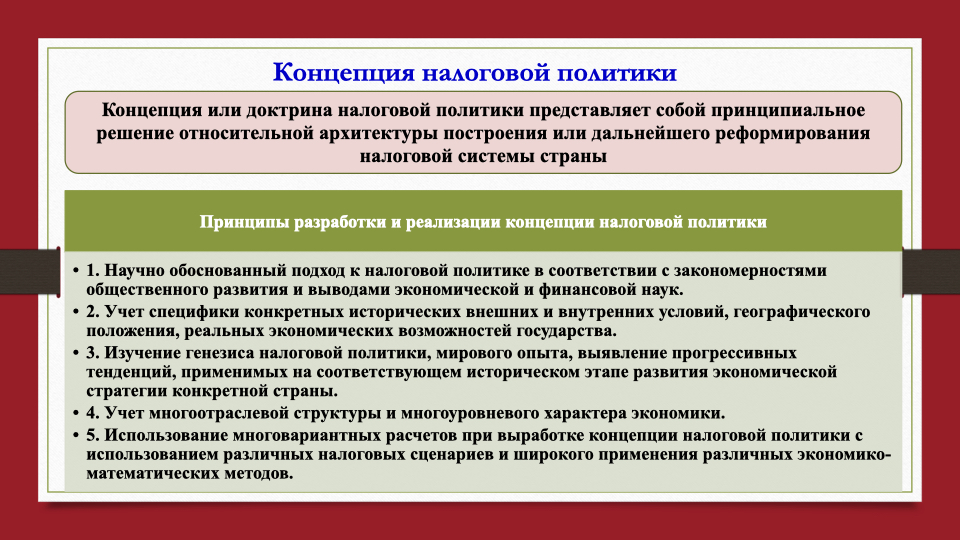 Концепция налоговой политики
Концепция или доктрина налоговой политики представляет собой принципиальное
решение относительной архитектуры построения или дальнейшего реформирования
налоговой системы страны
Принципы разработки и реализации концепции налоговой политики
• 1. Научно обоснованный подход к налоговой политике в соответствии с закономерностями
общественного развития и выводами экономической и финансовой наук.
• 2. Учет специфики конкретных исторических внешних и внутренних условий, географического
положения, реальных экономических возможностей государства.
• 3. Изучение генезиса налоговой политики, мирового опыта, выявление прогрессивных
тенденций, применимых на соответствующем историческом этапе развития экономической
стратегии конкретной страны.
• 4. Учет многоотраслевой структуры и многоуровневого характера экономики.
• 5. Использование многовариантных расчетов при выработке концепции налоговой политики с
использованием различных налоговых сценариев и широкого применения различных экономико-
математических методов.